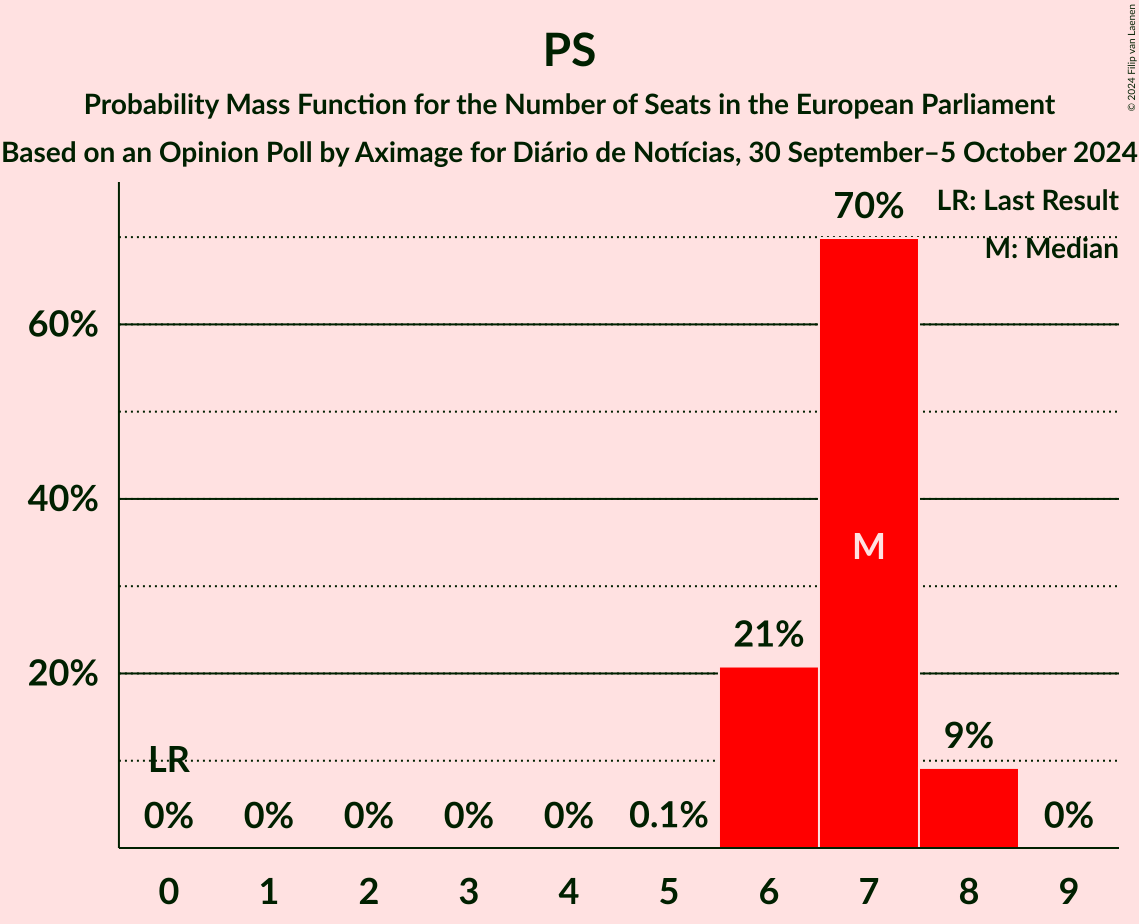 PS
Probability Mass Function for the Number of Seats in the European Parliament
Based on an Opinion Poll by Aximage for Diário de Notícias, 30 September–5 October 2024
© 2024 Filip van Laenen
LR: Last Result
M: Median
70%
60%
40%
M
21%
20%
9%
LR
0% 0% 0% 0% 0% 0.1% 0%
0 1 2 3 4 5 6 7 8 9